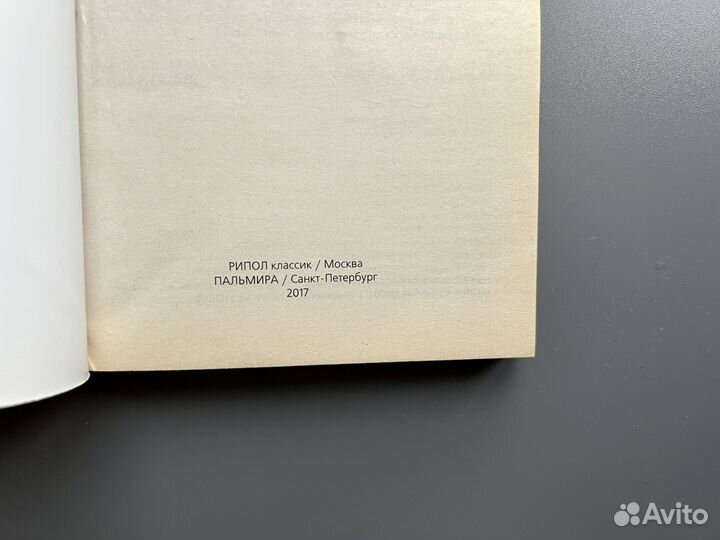 РИПОЛ классик / Москва
ПАЛЬМИРА / Санкт-Петербург
2017
Avito